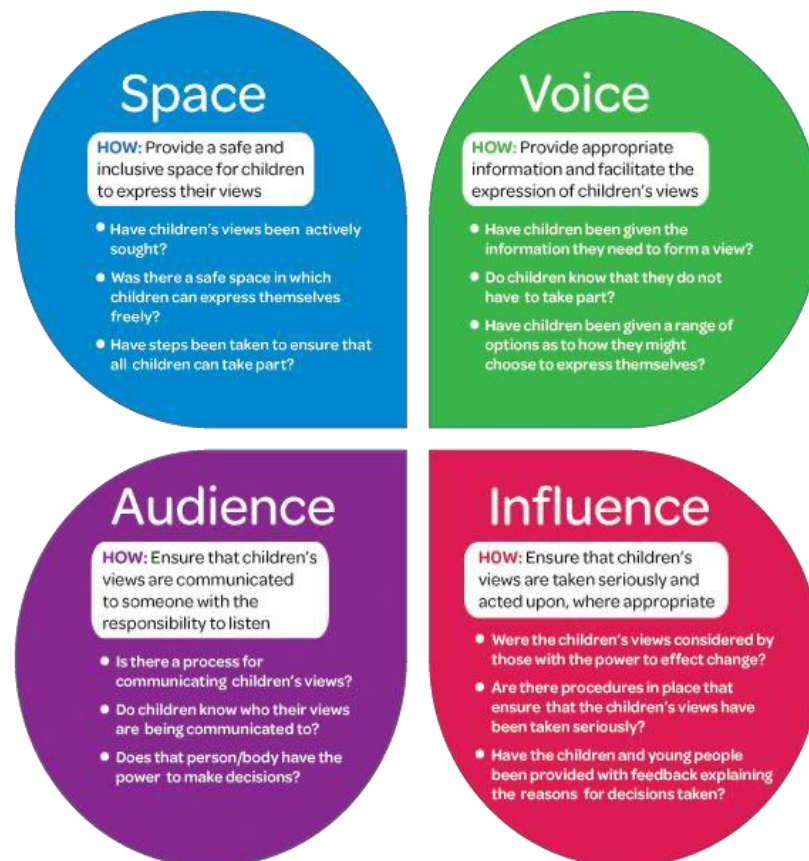 Space
HOW: Provide a safe and
inclusive space for children
to express their views
• Have children's views been actively
sought?
• Was there a safe space in which
children can express themselves
freely?
• Have steps been taken to ensure that
all children can take part?
Voice
HOW: Provide appropriate
information and facilitate the
expression of children's views
• Have children been given the
information they need to form a view?
• Do children know that they do not
have to take part?
• Have children been given a range of
options as to how they might
choose to express themselves?
Audience
HOW: Ensure that children's
views are communicated
to someone with the
responsibility to listen
• Is there a process for
communicating children's views?
• Do children know who their views
are being communicated to?
• Does that person/body have the
power to make decisions?
Influence
HOW: Ensure that children's
views are taken seriously and
acted upon, where appropriate
• Were the children's views considered by
those with the power to effect change?
• Are there procedures in place that
ensure that the children's views have
been taken seriously?
• Have the children and young people
been provided with feedback explaining
the reasons for decisions taken?